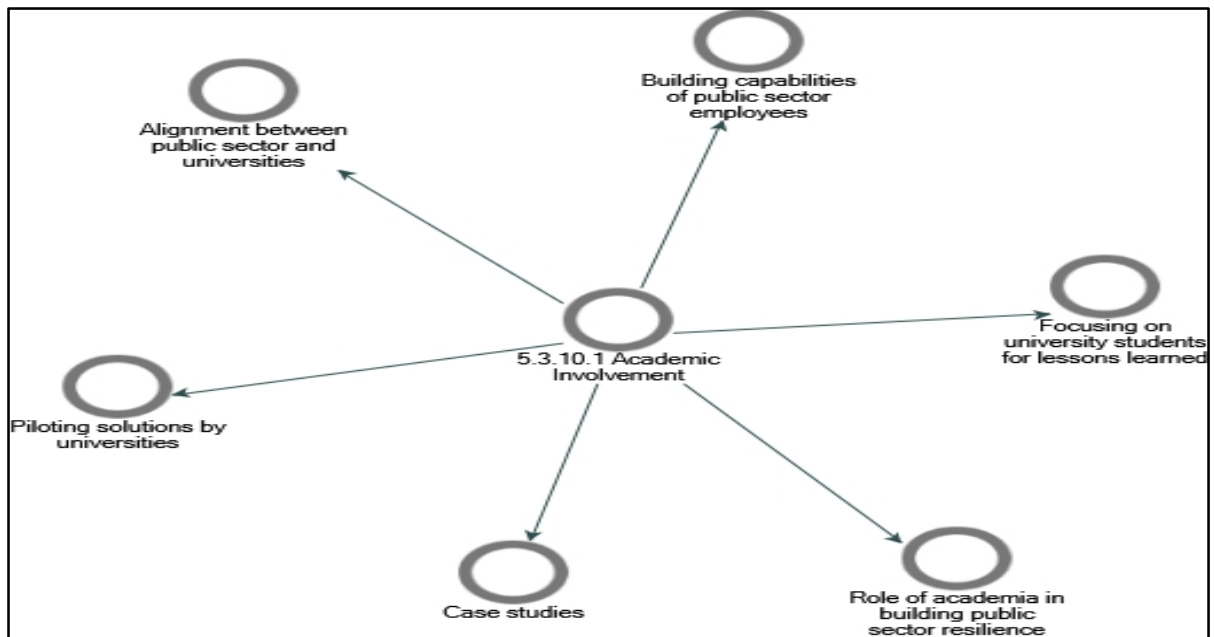 Building capabilities
of public sector
employees
Alignment between
public sector and
universities
Focusing on
university students
for lessons learned
5.3.10.1 Academic
Involvement
Piloting solutions by
universities
Case studies
Role of academia in
building public
sector resilience